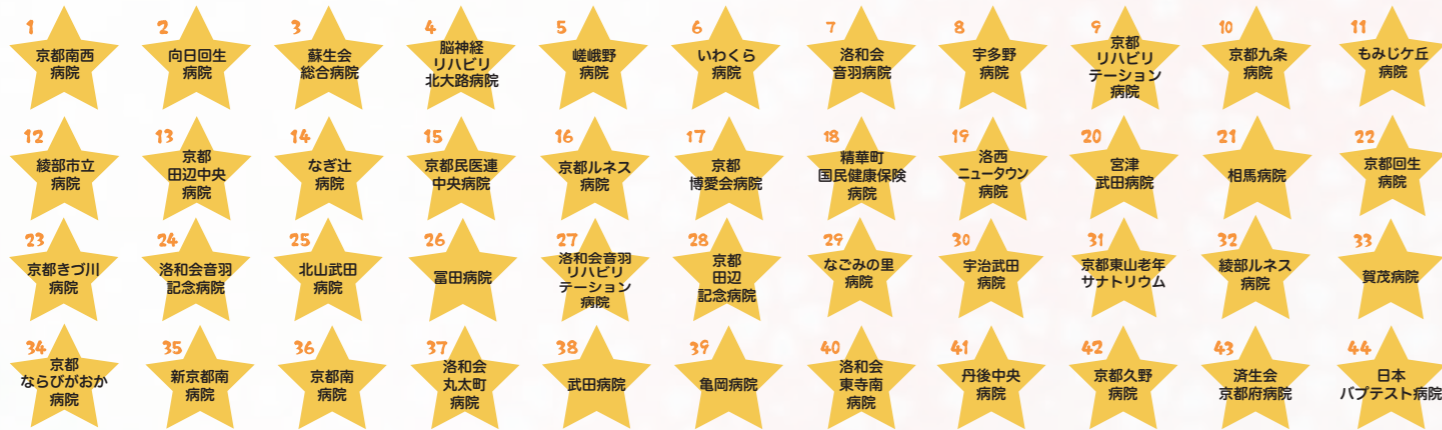 1
京都南西
病院
2
向日回生
病院
3
蘇生会
総合病院
4
脳神経
リハビリ
北大路病院
5
嵯峨野
病院
6
いわくら
病院
7
洛和会
音羽病院
8
宇多野
病院
9
京都
リハビリ
テーション
病院
10
京都九条
病院
11
もみじケ丘
病院
12
綾部市立
病院
13
京都
田辺中央
病院
14
なぎ辻
病院
15
京都民医連
中央病院
16
京都ルネス
病院
17
京都
博愛会病院
18
精華町
国民健康保険
病院
19
洛西
ニュータウン
病院
20
宮津
武田病院
21
相馬病院
22
京都回生
病院
23
京都きづ川
病院
24
洛和会音羽
記念病院
25
北山武田
病院
26
冨田病院
27
洛和会音羽
リハビリ
テーション
病院
28
京都
田辺
記念病院
29
なごみの里
病院
30
宇治武田
病院
31
京都東山老年
サナトリウム
32
綾部ルネス
病院
33
賀茂病院
34
京都
ならびがおか
病院
35
新京都南
病院
36
京都南
病院
37
洛和会
丸太町
病院
38
武田病院
39
亀岡病院
40
洛和会
東寺南
病院
41
丹後中央
病院
42
京都久野
病院
43
済生会
京都府病院
44
日本
バプテスト病院